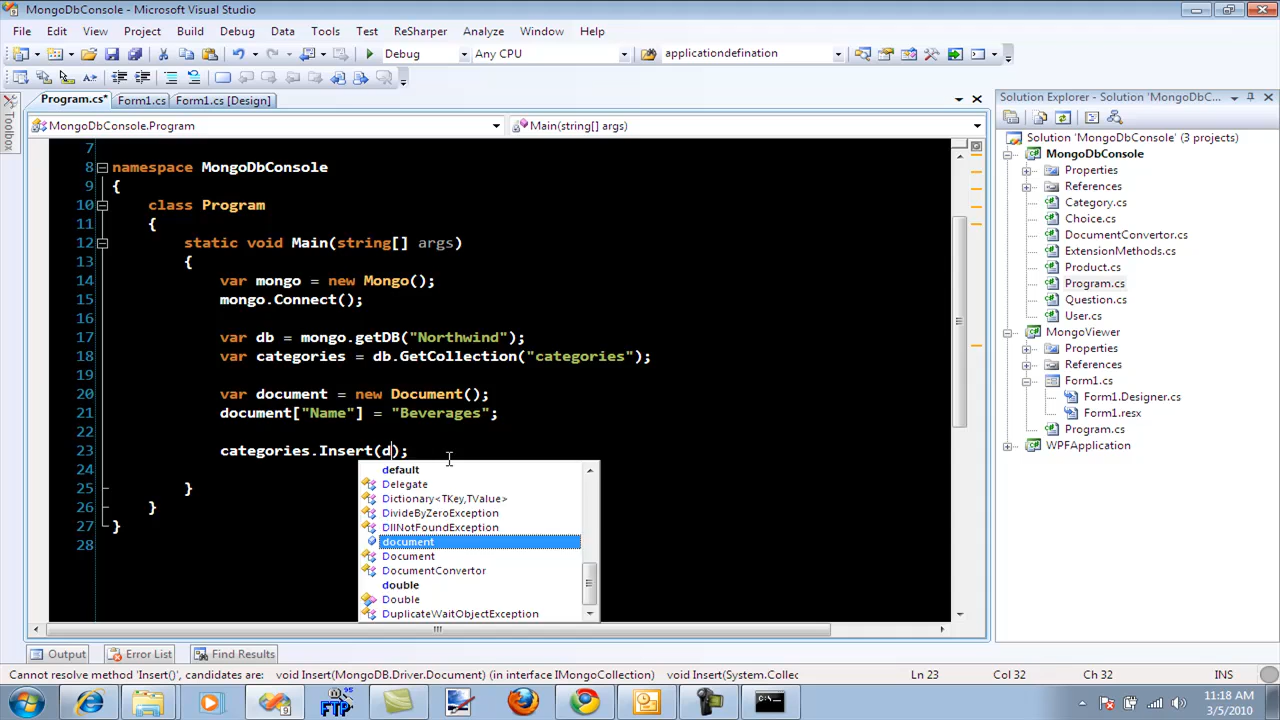 MongoDbConsole - Microsoft Visual Studio
File Edit View Project Build Debug Data Tools Test ReSharper Analyze Window Help
Debug Any CPU applicationdefination
Program.cs* Form1.cs Form1.cs [Design]
MongoDbConsole.Program Main(string[] args)
Toolbox
7
8 namespace MongoDbConsole
9 {
10 class Program
11 {
12 static void Main(string[] args)
13 {
14 var mongo = new Mongo();
15 mongo.Connect();
16
17 var db = mongo.getDB("Northwind");
18 var categories = db.GetCollection("categories");
19
20 var document = new Document();
21 document["Name"] = "Beverages";
22
23 categories.Insert(d);
24
25 }
26 }
27 }
28
default
Delegate
Dictionary<TKey,TValue>
DivideByZeroException
DllNotFoundException
document
Document
DocumentConvertor
double
Double
DuplicateWaitObjectException
Solution Explorer - Solution 'MongoDbC...
Solution 'MongoDbConsole' (3 projects)
MongoDbConsole
Properties
References
Category.cs
Choice.cs
DocumentConvertor.cs
ExtensionMethods.cs
Product.cs
Program.cs
Question.cs
User.cs
MongoViewer
Properties
References
Form1.cs
Form1.Designer.cs
Form1.resx
Program.cs
WPFApplication
Output Error List Find Results
Cannot resolve method 'Insert()', candidates are: void Insert(MongoDB.Driver.Document) (in interface IMongoCollection) void Insert(System.Collec Ln 23 Col 32 Ch 32 INS
FTP
11:18 AM
3/5/2010